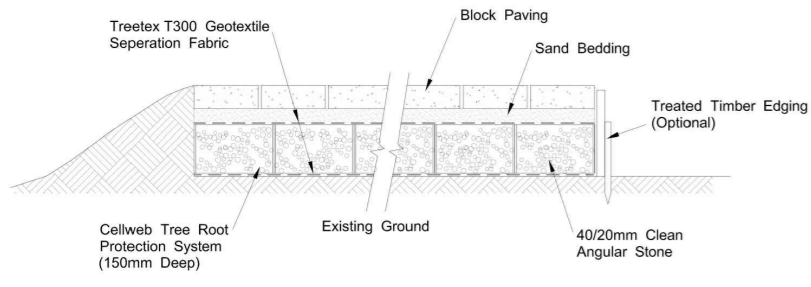 Treetex T300 Geotextile
Seperation Fabric
Block Paving
Sand Bedding
Treated Timber Edging
(Optional)
Cellweb Tree Root
Protection System
(150mm Deep)
Existing Ground
40/20mm Clean
Angular Stone